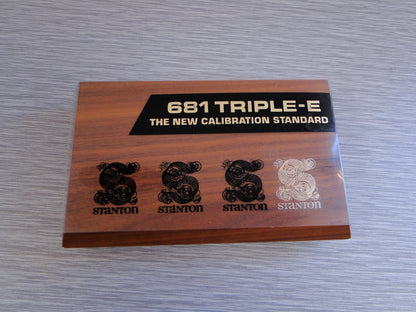 681 TRIPLE-E
THE NEW CALIBRATION STANDARD
STANTON STANTON STANTON STANTON